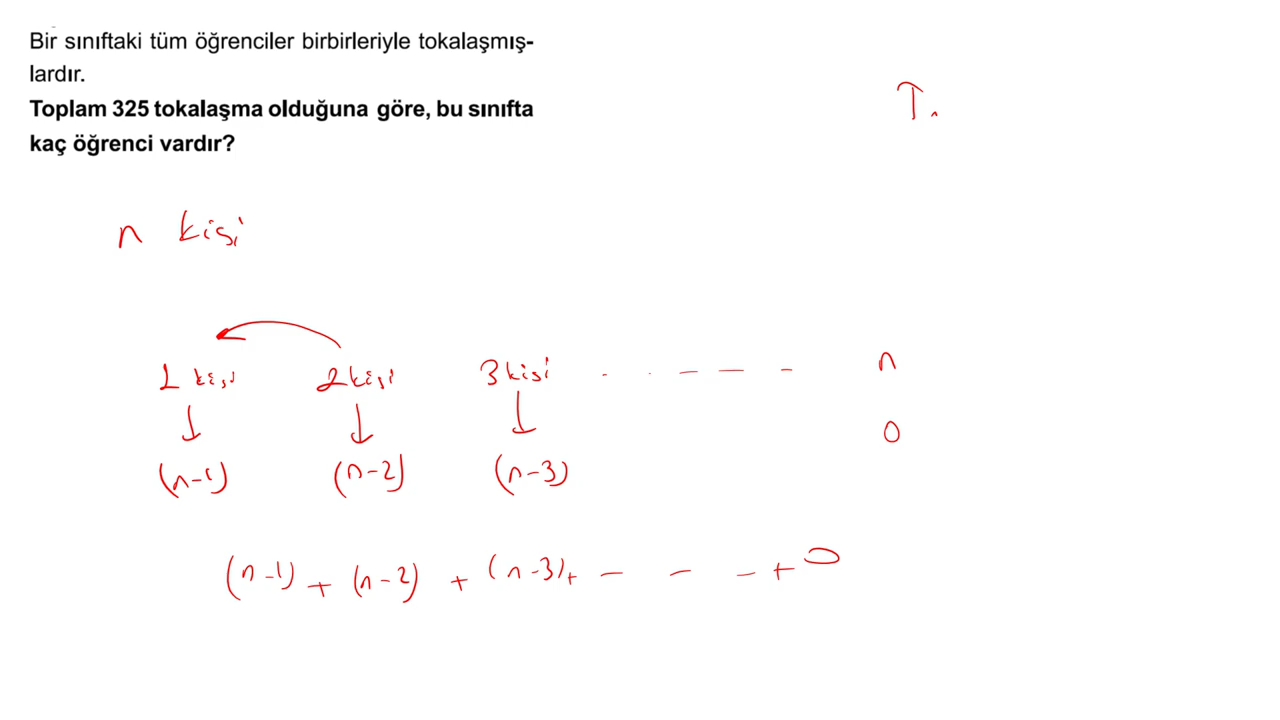 Bir sınıftaki tüm öğrenciler birbirleriyle tokalaşmış-
lardır.
Toplam 325 tokalaşma olduğuna göre, bu sınıfta
kaç öğrenci vardır?
T.
n kişi
1 kişi 2 kişi 3 kişi . . - - - n
(n-1) (n-2) (n-3) 0
(n-1) + (n-2) + (n-3) + - - - + 0